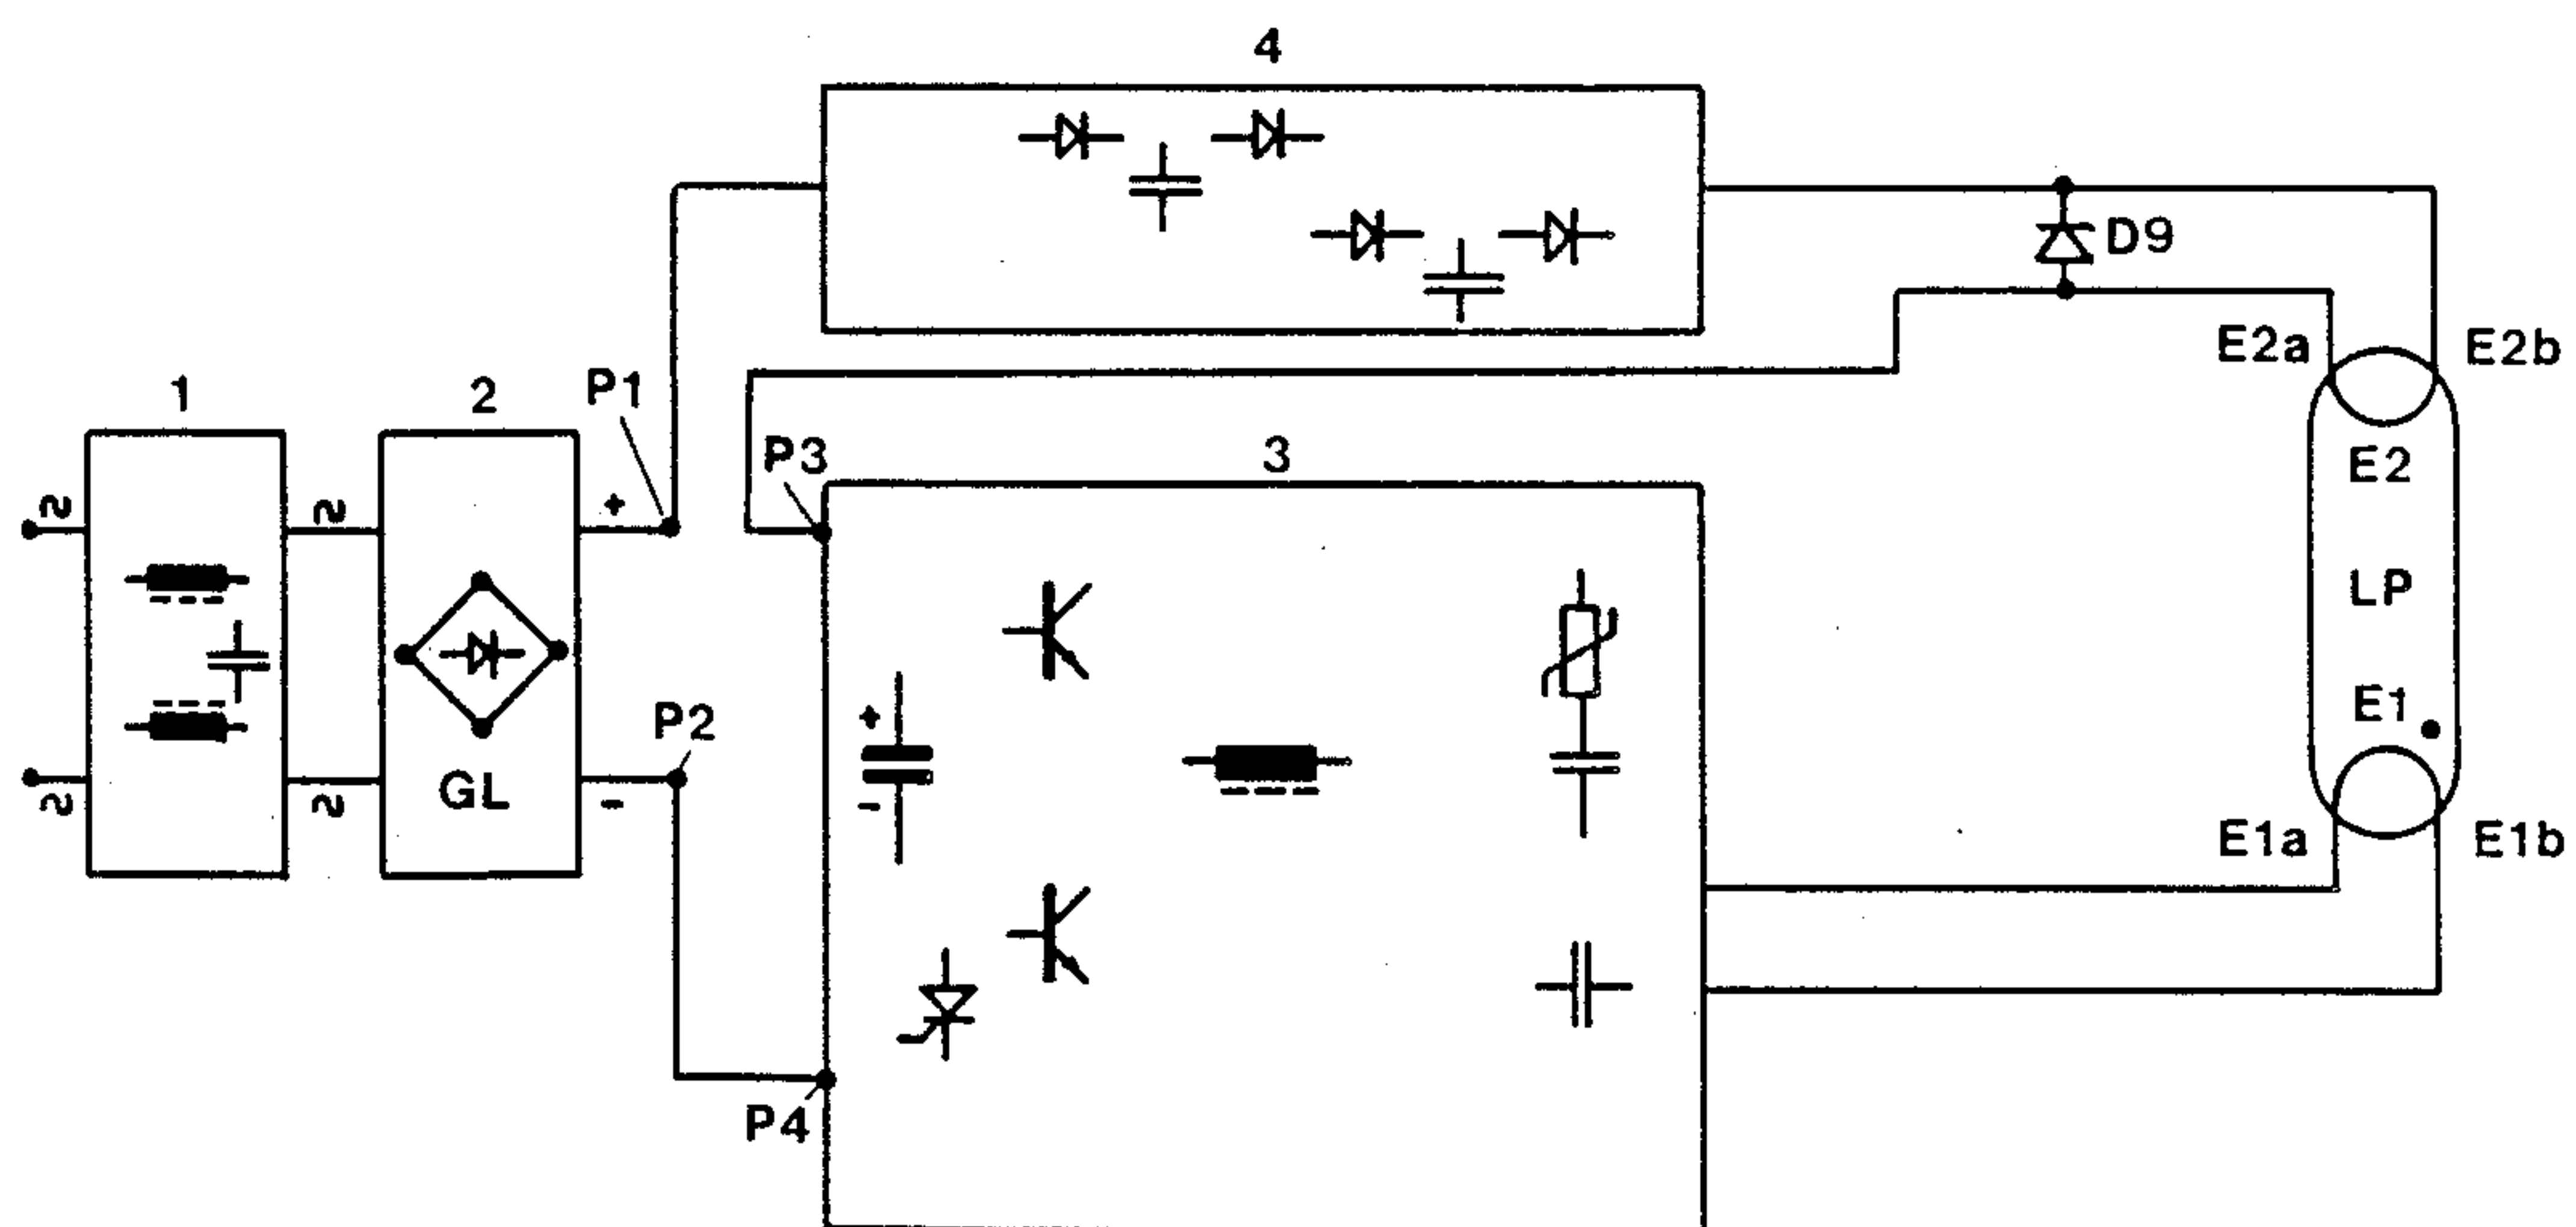 4
D9
E2a
E2b
1
2
P1
P3
3
~
~
+
E2
LP
E1
+
-
P2
GL
-
~
~
E1a
E1b
P4